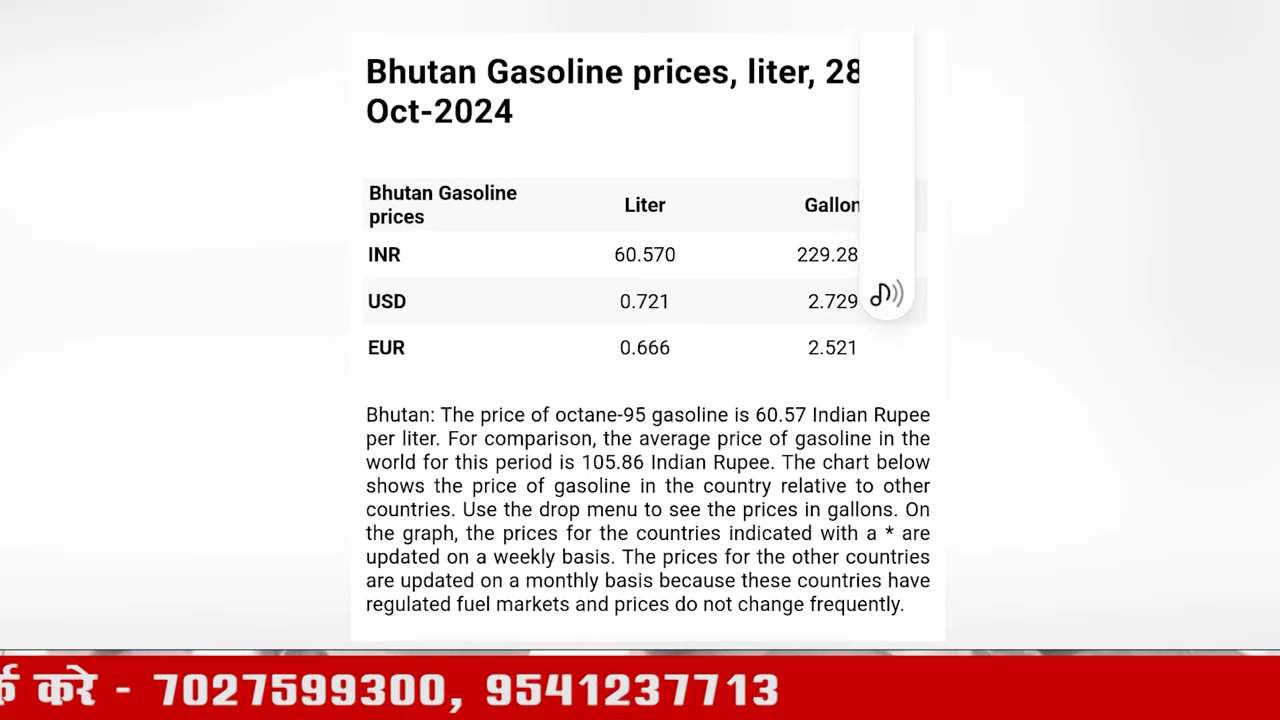 Bhutan Gasoline prices, liter, 28
Oct-2024
Bhutan Gasoline prices Liter Gallon
INR 60.570 229.28
USD 0.721 2.729
EUR 0.666 2.521
Bhutan: The price of octane-95 gasoline is 60.57 Indian Rupee
per liter. For comparison, the average price of gasoline in the
world for this period is 105.86 Indian Rupee. The chart below
shows the price of gasoline in the country relative to other
countries. Use the drop menu to see the prices in gallons. On
the graph, the prices for the countries indicated with a * are
updated on a weekly basis. The prices for the other countries
are updated on a monthly basis because these countries have
regulated fuel markets and prices do not change frequently.
करे - 7027599300, 9541237713